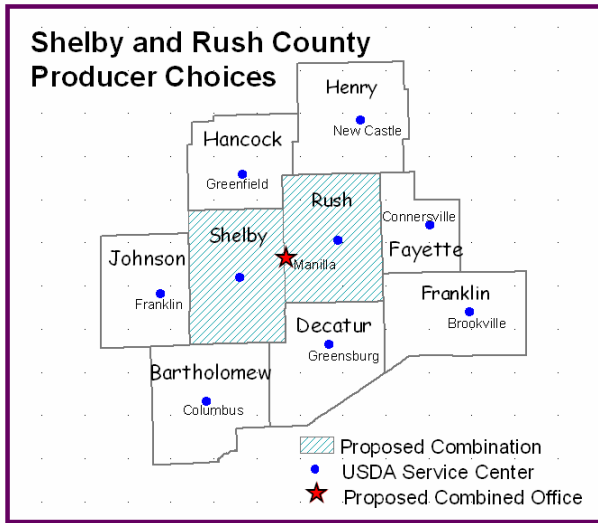 Shelby and Rush County
Producer Choices
Henry
New Castle
Hancock
Greenfield
Rush
Connersville
Shelby
Fayette
Johnson
Manilla
Franklin
Franklin
Brookville
Decatur
Greensburg
Bartholomew
Columbus
Proposed Combination
USDA Service Center
Proposed Combined Office